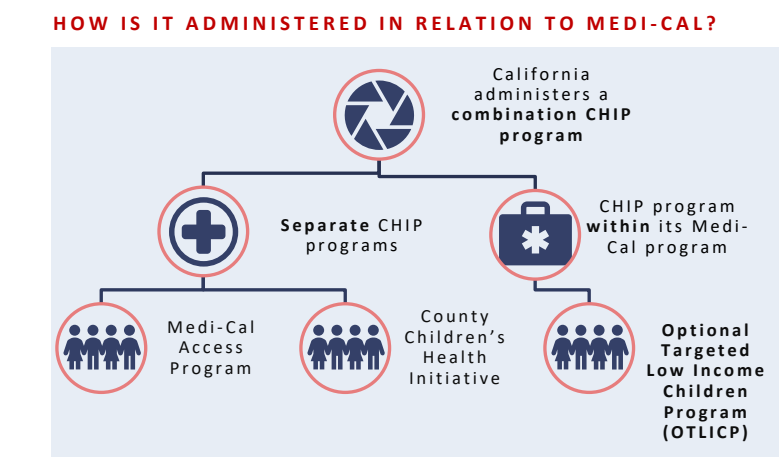 HOW IS IT ADMINISTERED IN RELATION TO MEDI-CAL?
California
administers a
combination CHIP
program
Separate CHIP
programs
CHIP program
within its Medi-
Cal program
Medi-Cal
Access
Program
County
Children’s
Health
Initiative
Optional
Targeted
Low Income
Children
Program
(OTLICP)